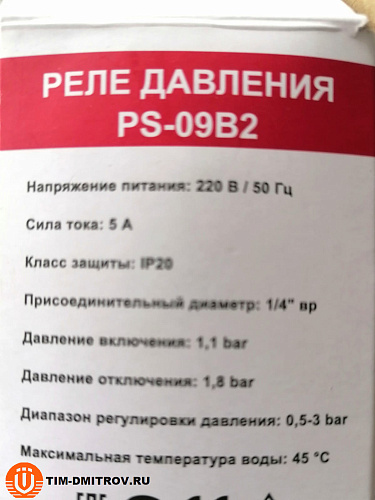 РЕЛЕ ДАВЛЕНИЯ
PS-09B2
Напряжение питания: 220 В / 50 Гц
Сила тока: 5 А
Класс защиты: IP20
Присоединительный диаметр: 1/4" вр
Давление включения: 1,1 bar
Давление отключения: 1,8 bar
Диапазон регулировки давления: 0,5-3 bar
Максимальная температура воды: 45 °С
TIM-DMITROV.RU